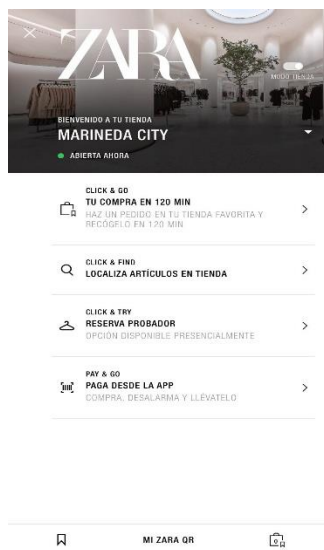 ZARA
MODO TIENDA
BIENVENIDO A TU TIENDA
MARINEDA CITY
ABIERTA AHORA
CLICK & GO
TU COMPRA EN 120 MIN
HAZ UN PEDIDO EN TU TIENDA FAVORITA Y
RECÓGELO EN 120 MIN
CLICK & FIND
LOCALIZA ARTÍCULOS EN TIENDA
CLICK & TRY
RESERVA PROBADOR
OPCIÓN DISPONIBLE PRESENCIALMENTE
PAY & GO
PAGA DESDE LA APP
COMPRA, DESALARMA Y LLÉVATELO
MI ZARA QR